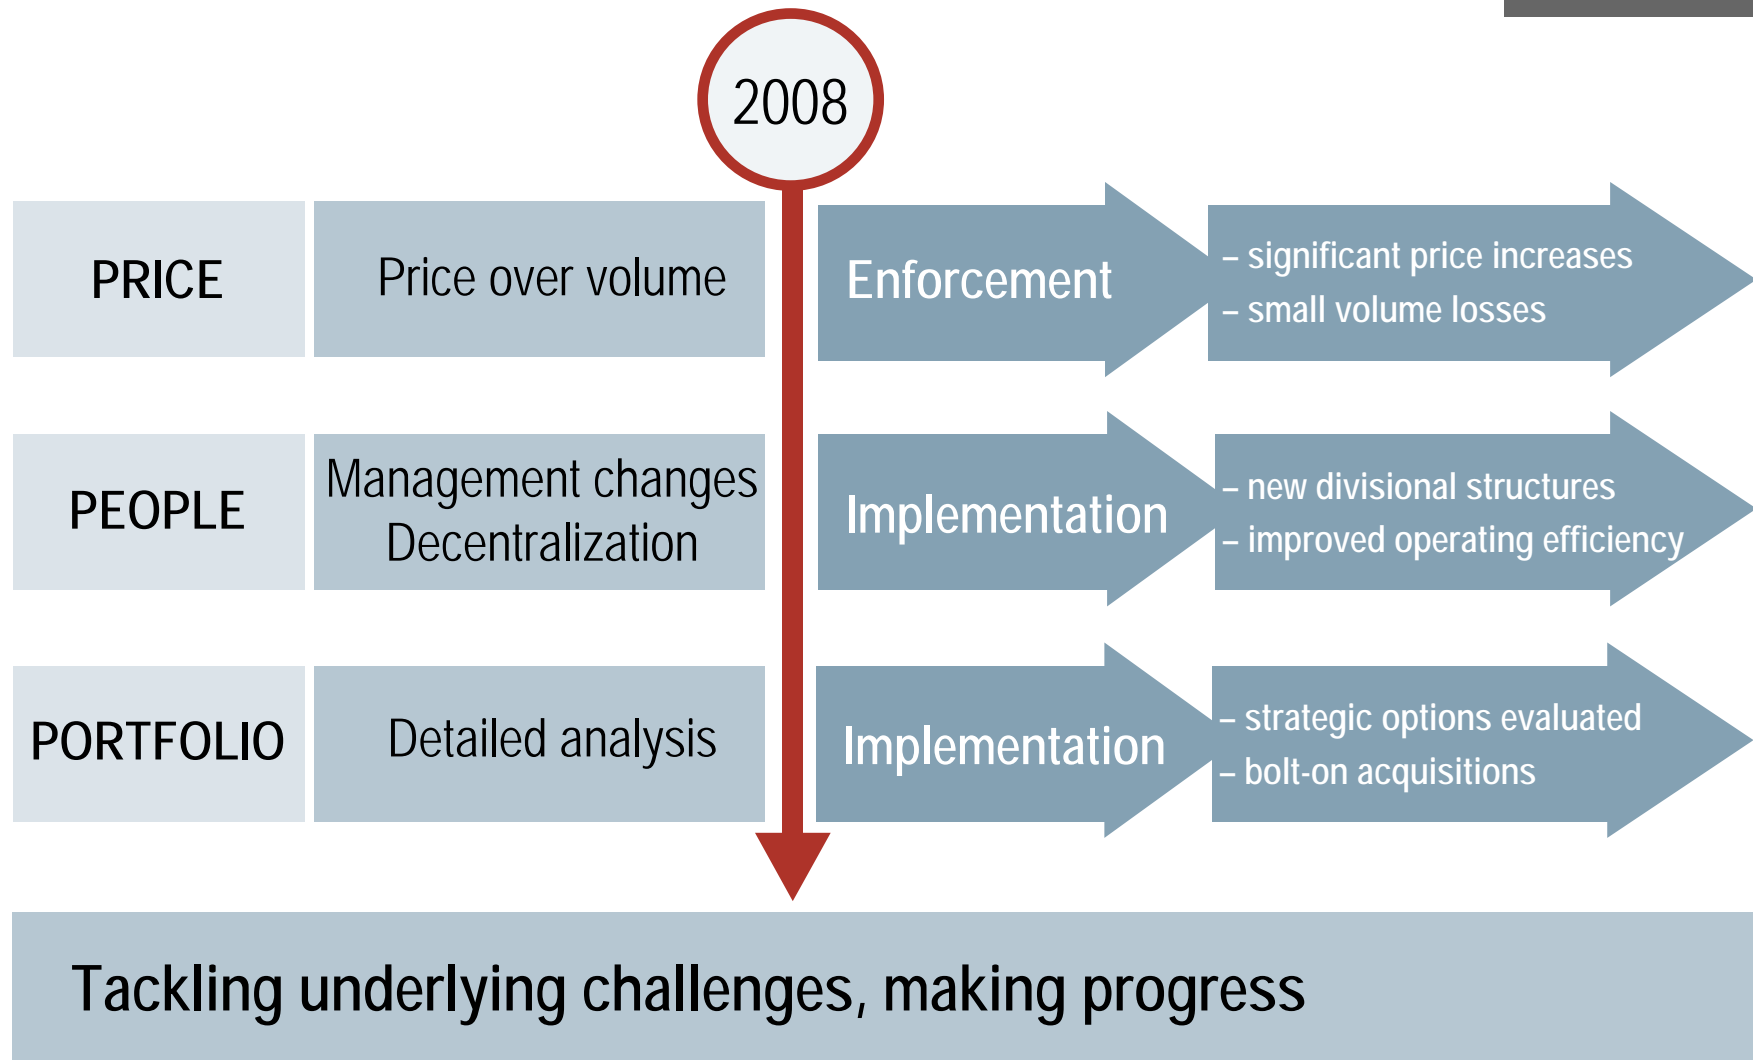 2008
PRICE
Price over volume
Enforcement
– significant price increases
– small volume losses
PEOPLE
Management changes
Decentralization
Implementation
– new divisional structures
– improved operating efficiency
PORTFOLIO
Detailed analysis
Implementation
– strategic options evaluated
– bolt-on acquisitions
Tackling underlying challenges, making progress